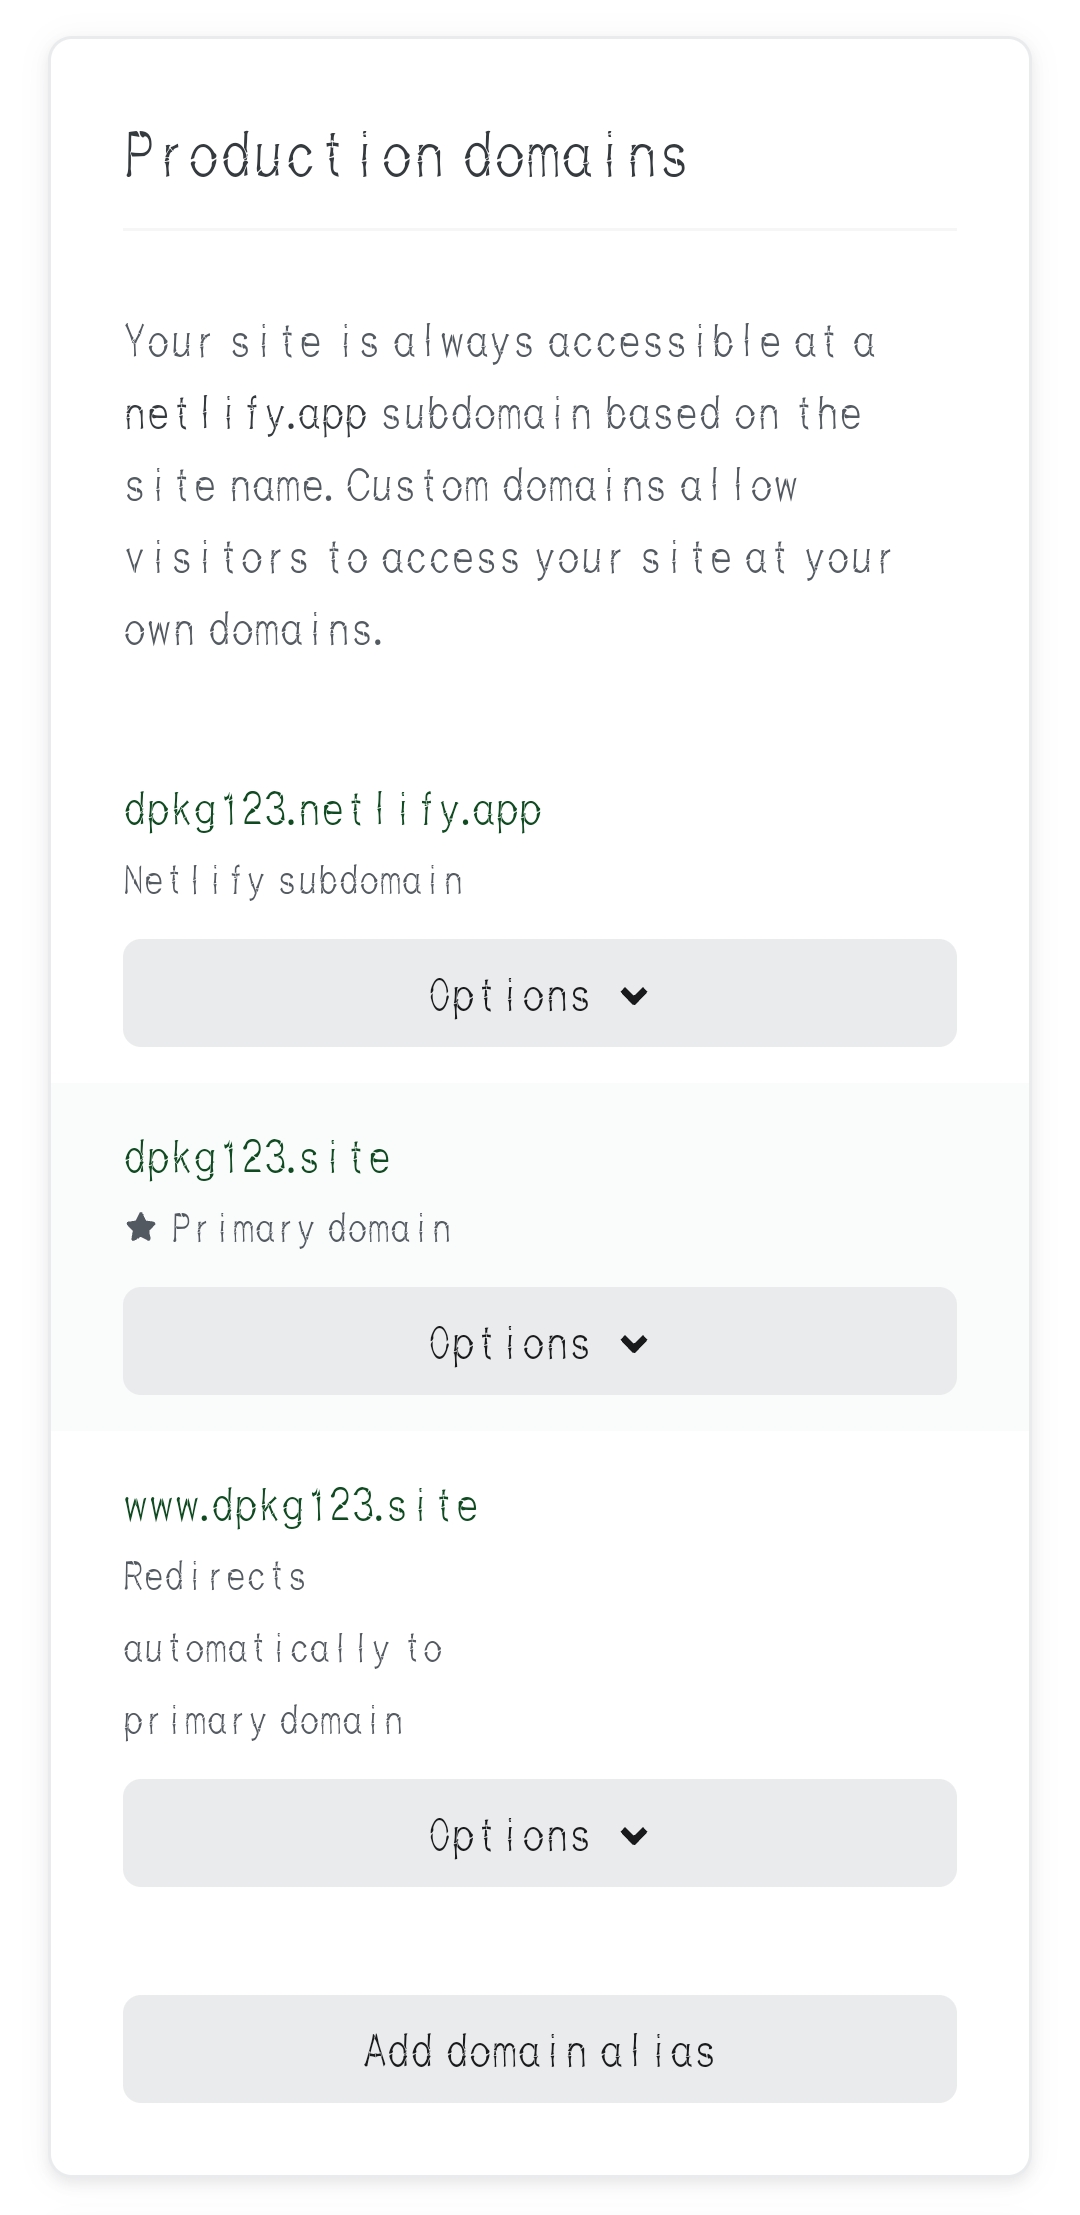 Production domains
Your site is always accessible at a
netlify.app subdomain based on the
site name. Custom domains allow
visitors to access your site at your
own domains.
dpkg123.netlify.app
Netlify subdomain
Options
dpkg123.site
Primary domain
Options
www.dpkg123.site
Redirects
automatically to
primary domain
Options
Add domain alias